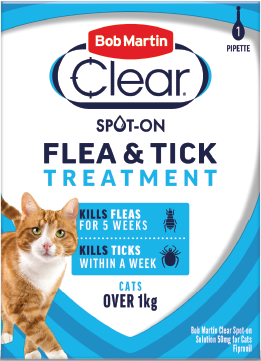 Bob Martin
Clear®
1
PIPETTE
SPOT-ON
FLEA & TICK
TREATMENT
KILLS FLEAS
FOR 5 WEEKS
KILLS TICKS
WITHIN A WEEK
CATS
OVER 1kg
Bob Martin Clear Spot-on
Solution 50mg for Cats
Fipronil